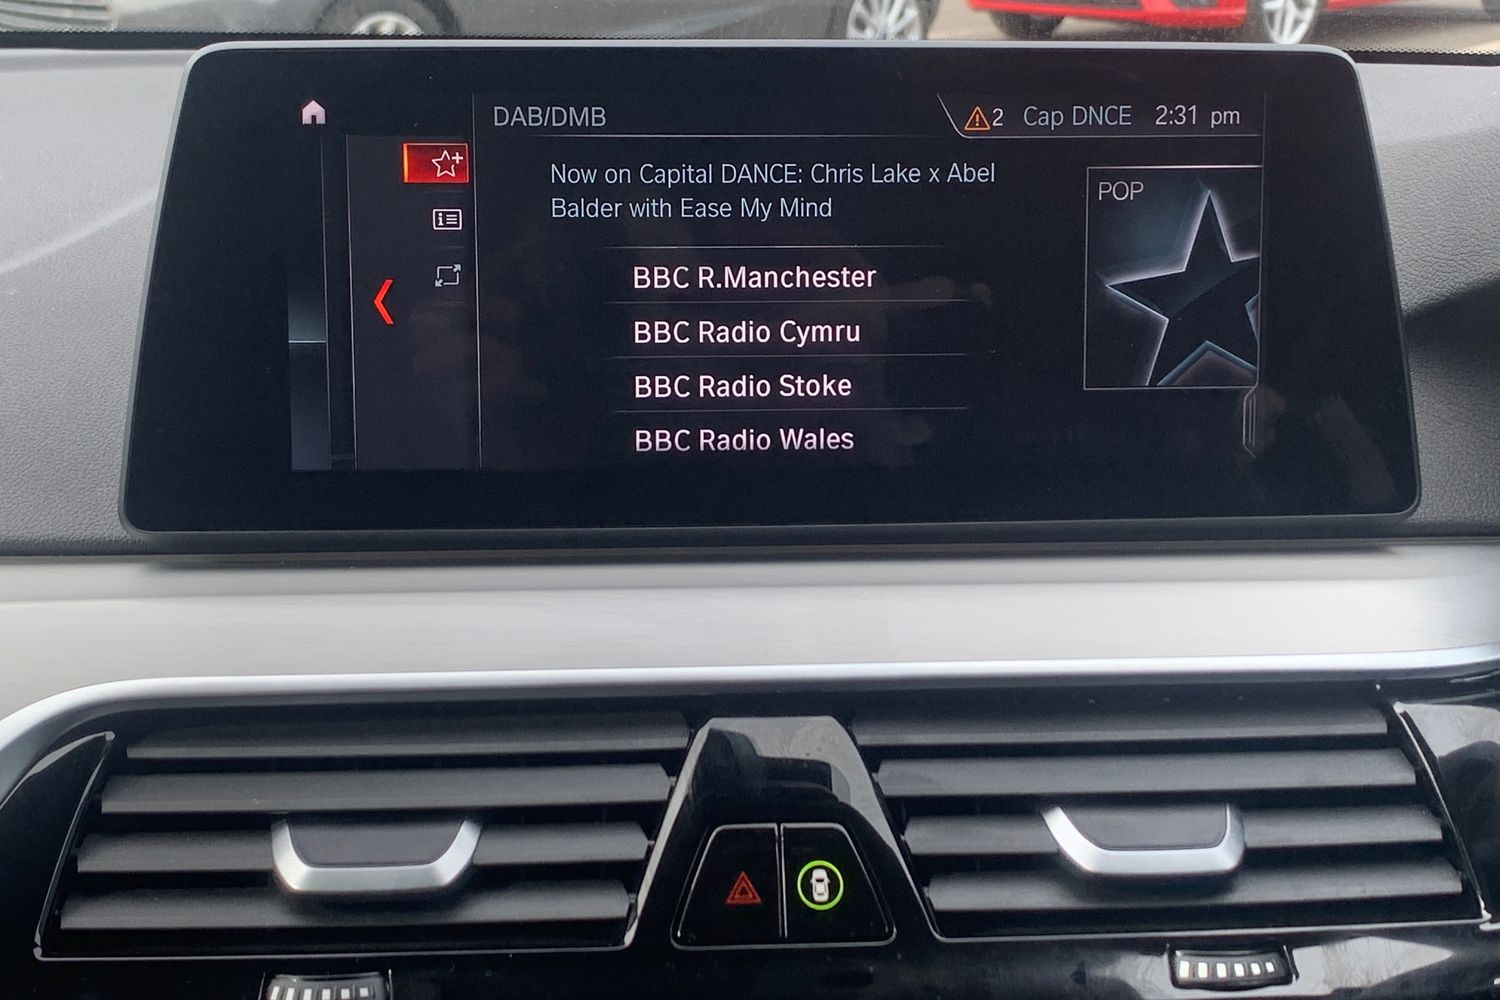 DAB/DMB
2 Cap DNCE 2:31 pm
Now on Capital DANCE: Chris Lake x Abel
Balder with Ease My Mind
POP
BBC R.Manchester
BBC Radio Cymru
BBC Radio Stoke
BBC Radio Wales